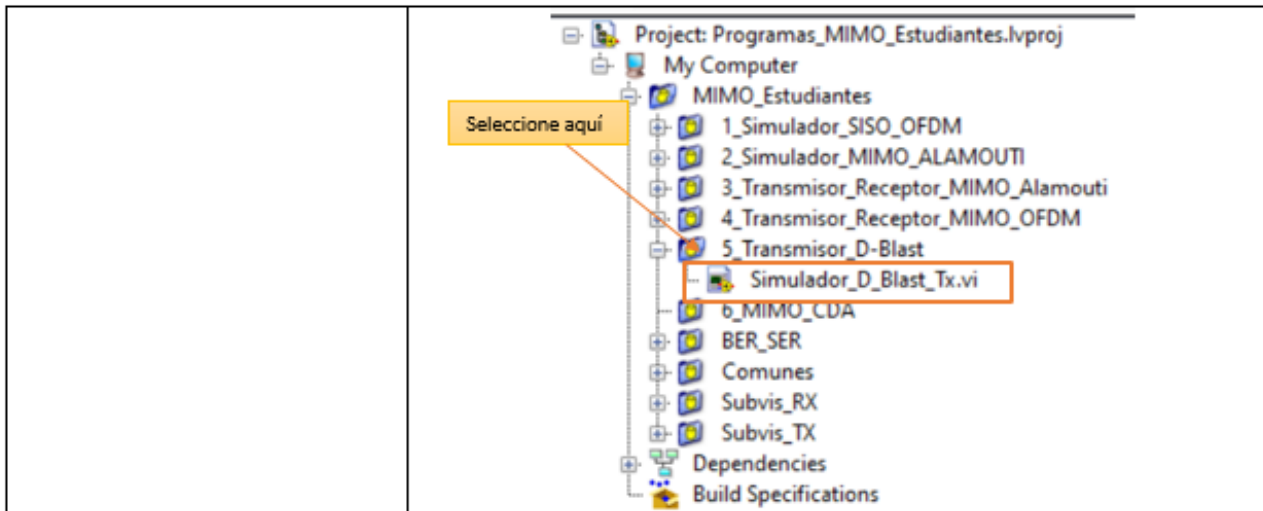 Project: Programas_MIMO_Estudiantes.lvproj
My Computer
MIMO_Estudiantes
Seleccione aquí
1_Simulador_SISO_OFDM
2_Simulador_MIMO_ALAMOUTI
3_Transmisor_Receptor_MIMO_Alamouti
4_Transmisor_Receptor_MIMO_OFDM
5_Transmisor_D-Blast
Simulador_D_Blast_Tx.vi
6_MIMO_CDA
BER_SER
Comunes
Subvis_RX
Subvis_TX
Dependencies
Build Specifications